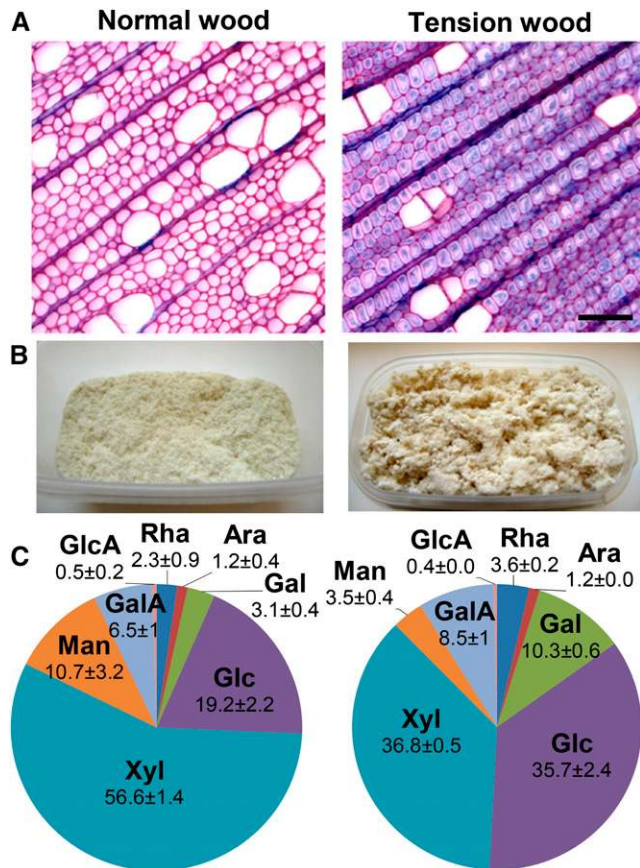 A
Normal wood
Tension wood
B
C
GlcA
0.5±0.2
Rha
2.3±0.9
Ara
1.2±0.4
Gal
3.1±0.4
GalA
6.5±1
Man
10.7±3.2
Glc
19.2±2.2
Xyl
56.6±1.4
GlcA
0.4±0.0
Rha
3.6±0.2
Ara
1.2±0.0
Man
3.5±0.4
GalA
8.5±1
Gal
10.3±0.6
Xyl
36.8±0.5
Glc
35.7±2.4